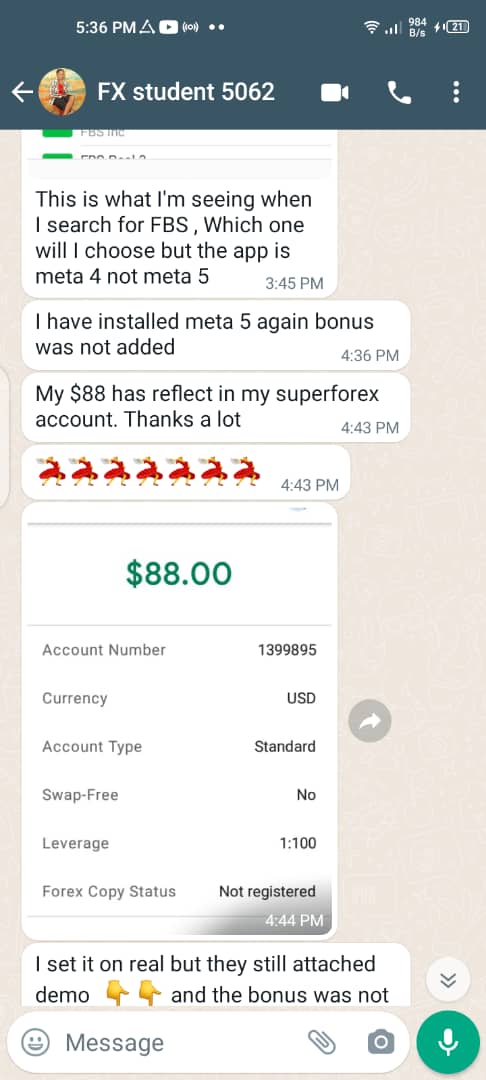 5:36 PM
984 B/s
21
FX student 5062
FBS Inc
This is what I'm seeing when
I search for FBS , Which one
will I choose but the app is
meta 4 not meta 5
3:45 PM
I have installed meta 5 again bonus
was not added
4:36 PM
My $88 has reflect in my superforex
account. Thanks a lot
4:43 PM
4:43 PM
$88.00
Account Number 1399895
Currency USD
Account Type Standard
Swap-Free No
Leverage 1:100
Forex Copy Status Not registered
4:44 PM
I set it on real but they still attached
demo 👇 👇 and the bonus was not
Message